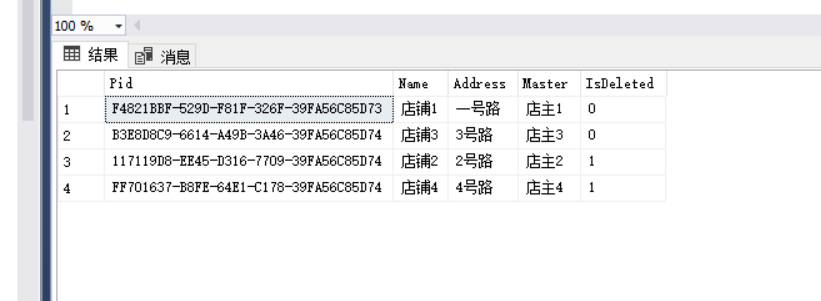 100 %
结果 消息
Pid Name Address Master IsDeleted
1 F4821BBF-529D-F81F-326F-39FA56C85D73 店铺1 一号路 店主1 0
2 B3E8D8C9-6614-A49B-3A46-39FA56C85D74 店铺3 3号路 店主3 0
3 117119D8-EE45-D316-7709-39FA56C85D74 店铺2 2号路 店主2 1
4 FF701637-B8FE-64E1-C178-39FA56C85D74 店铺4 4号路 店主4 1